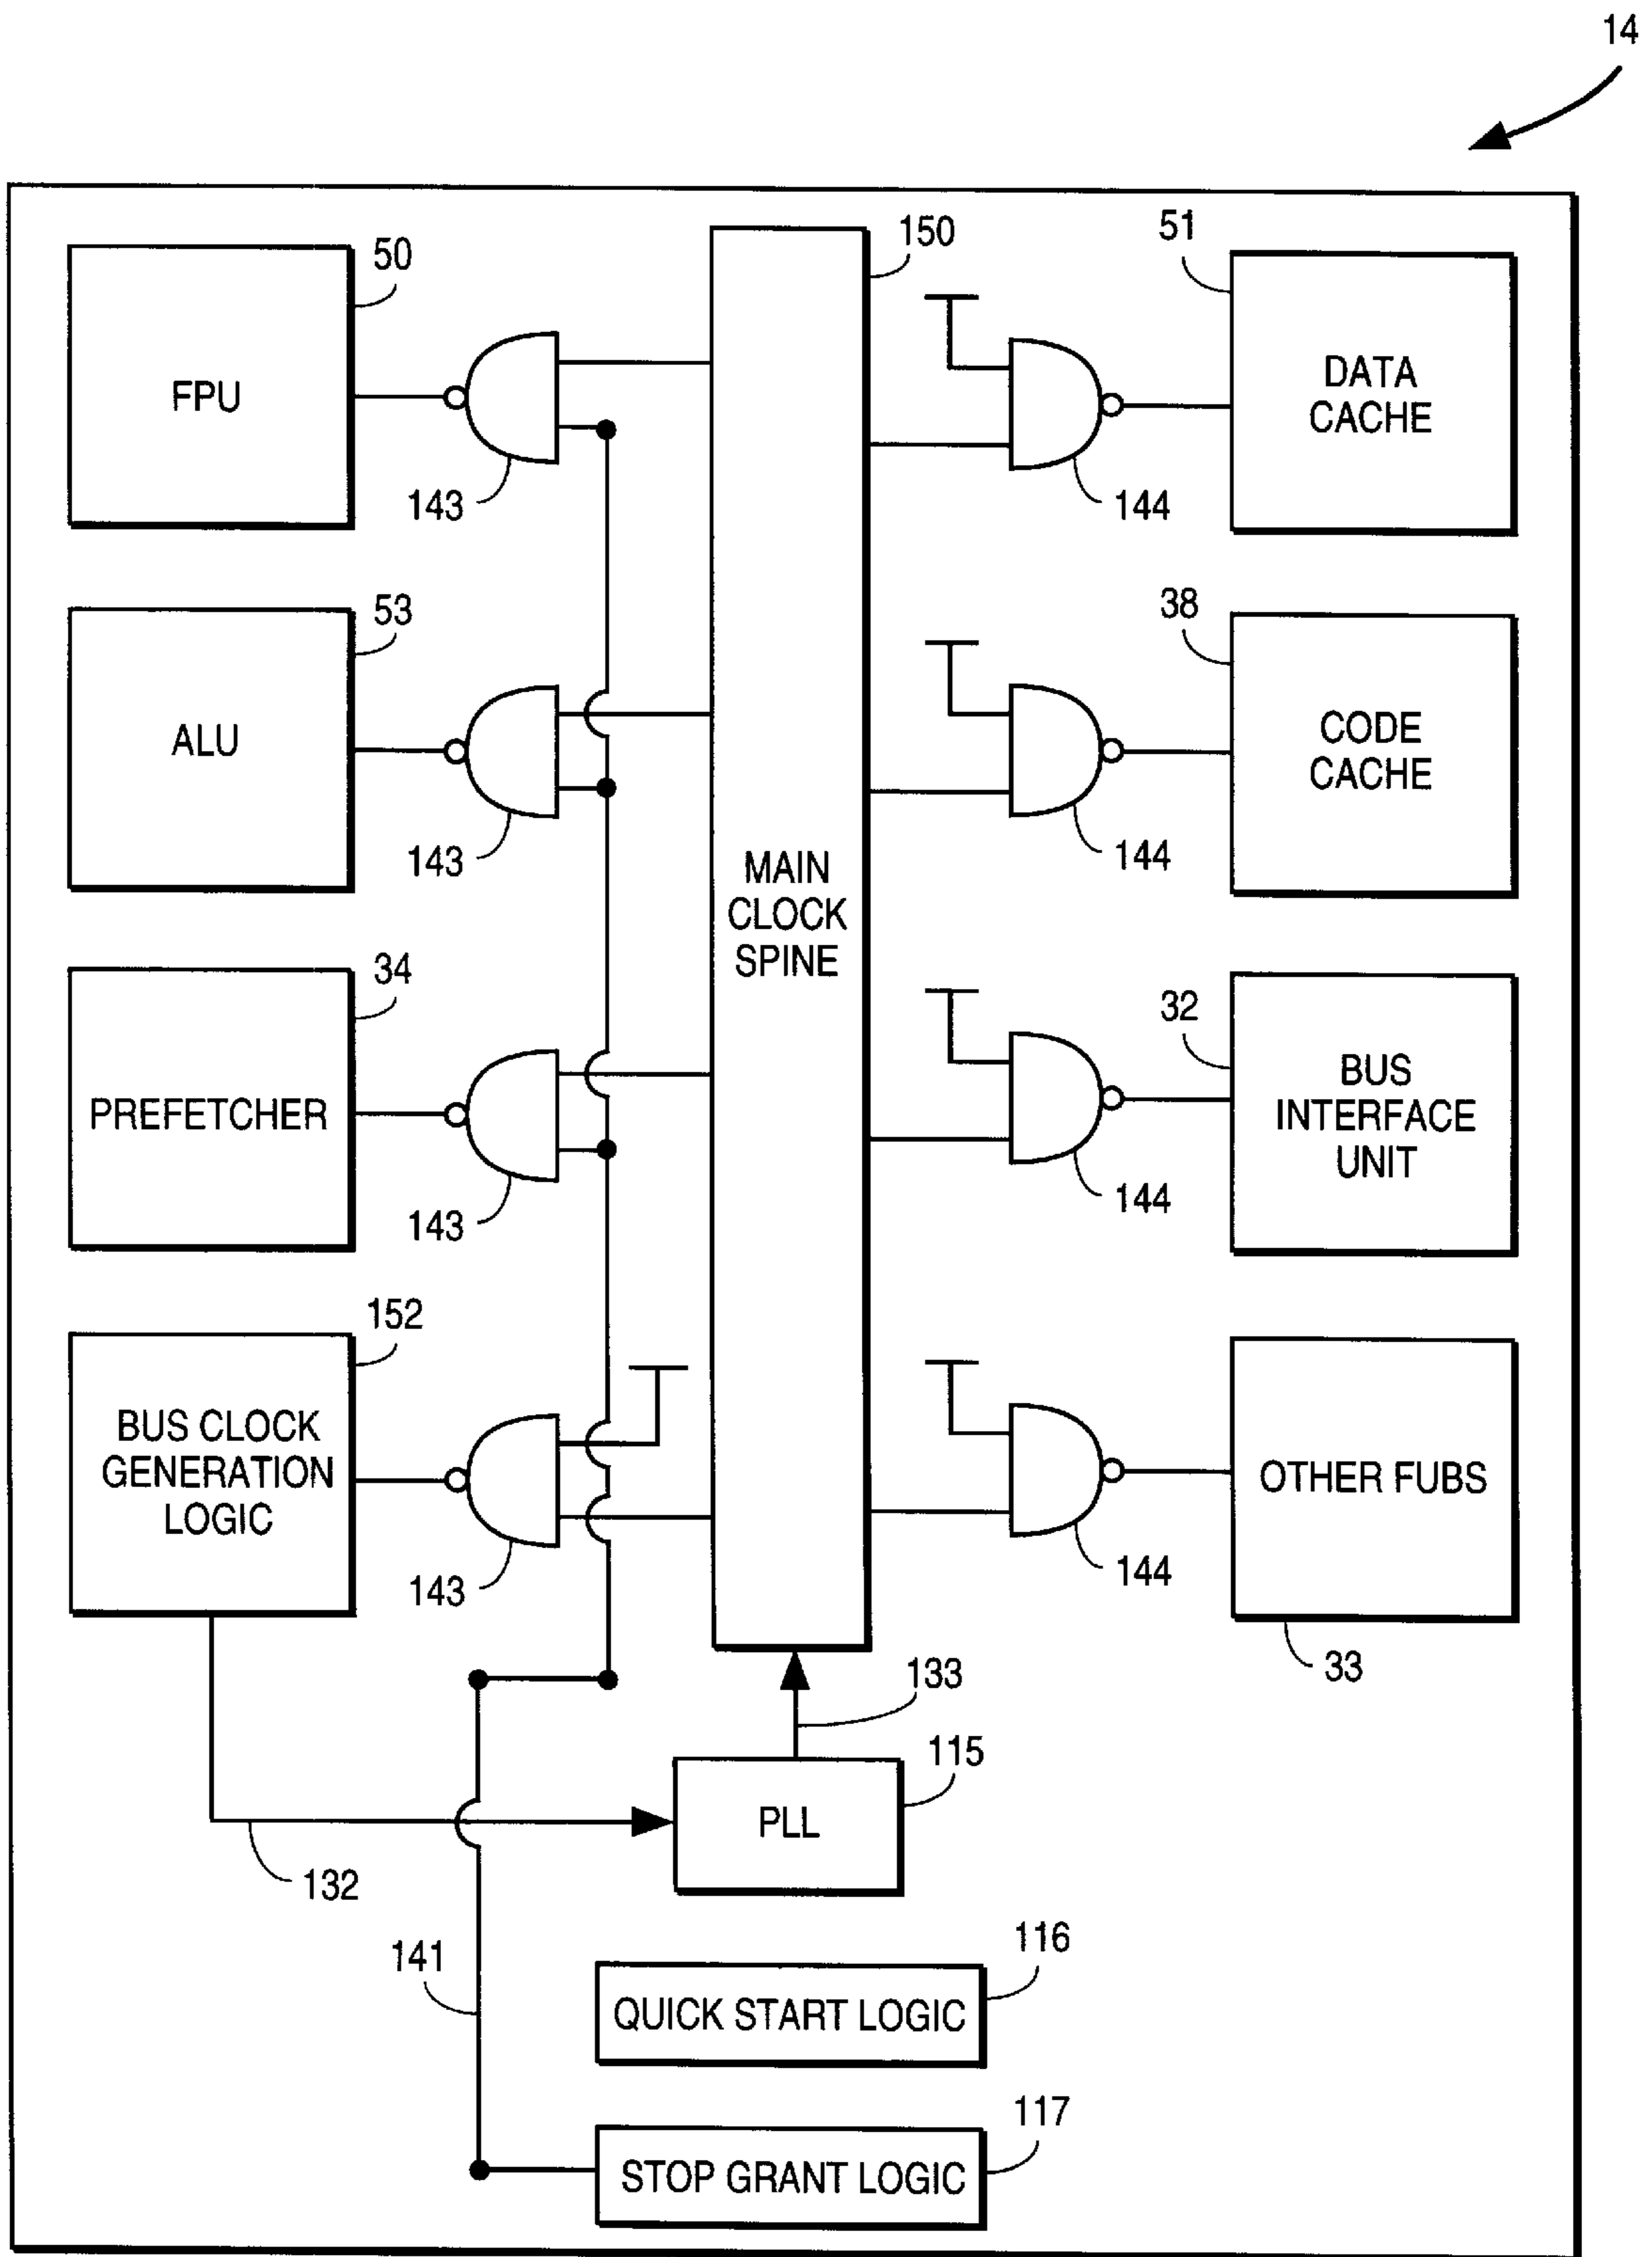 14
50
FPU
143
150
51
DATA
CACHE
144
53
ALU
143
38
CODE
CACHE
144
MAIN
CLOCK
SPINE
34
PREFETCHER
143
32
BUS
INTERFACE
UNIT
144
152
BUS CLOCK
GENERATION
LOGIC
143
OTHER FUBS
144
33
133
115
PLL
132
141
116
QUICK START LOGIC
117
STOP GRANT LOGIC